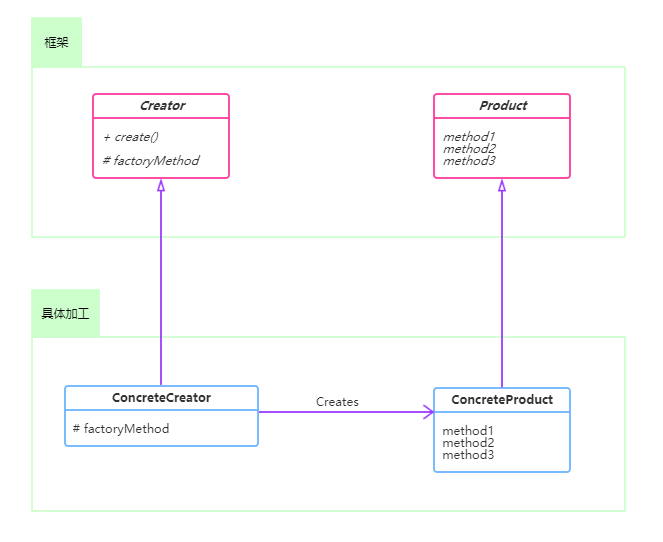 框架
Creator
+ create()
# factoryMethod
Product
method1
method2
method3
具体加工
ConcreteCreator
# factoryMethod
Creates
ConcreteProduct
method1
method2
method3